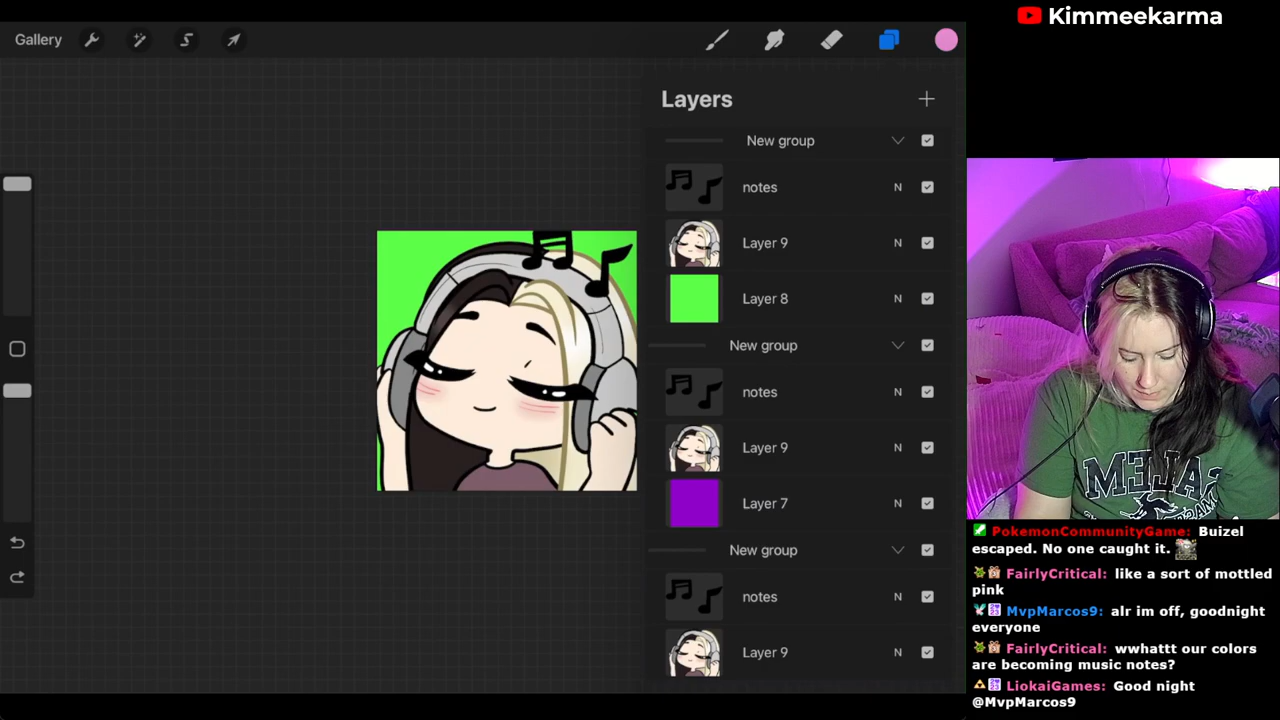 Kimmeekarma
Gallery
Layers
New group
notes
N
Layer 9
N
Layer 8
N
New group
notes
N
Layer 9
N
Layer 7
N
New group
notes
N
Layer 9
N
PokemonCommunityGame: Buizel
escaped. No one caught it.
FairlyCritical: like a sort of mottled
pink
MvpMarcos9: alr im off, goodnight
everyone
FairlyCritical: wwhattt our colors
are becoming music notes?
LiokaiGames: Good night
@MvpMarcos9